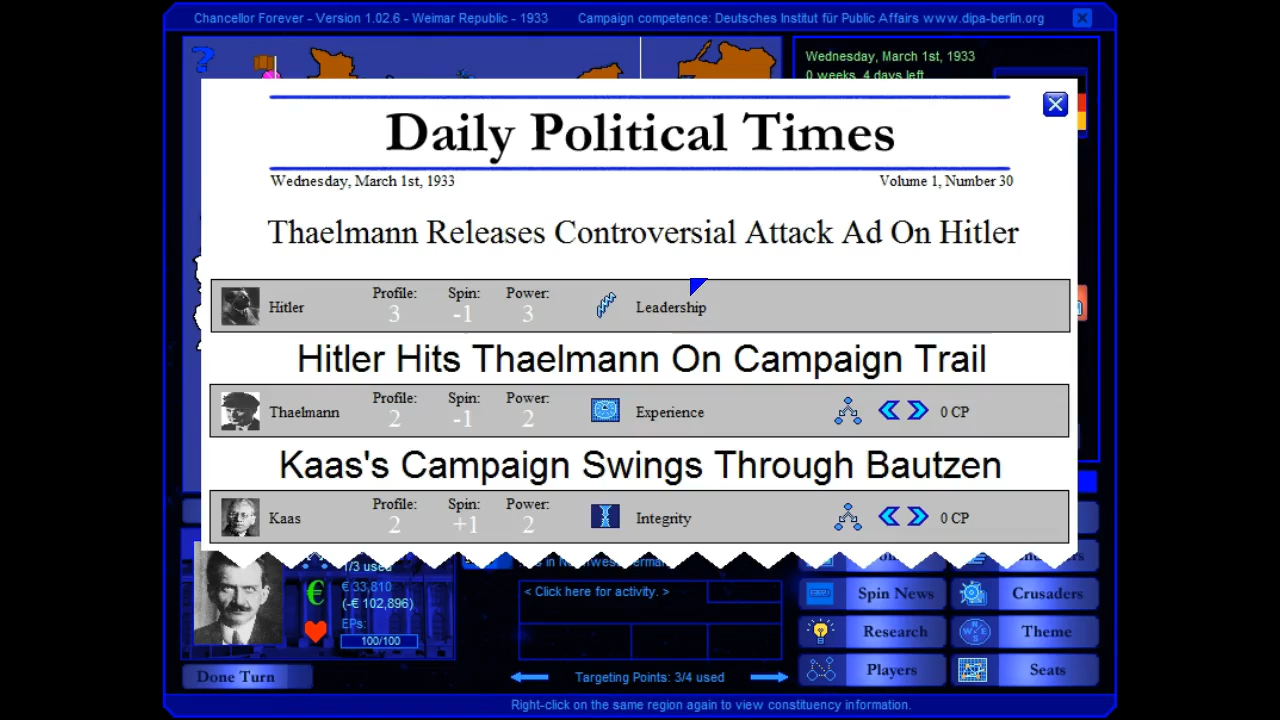 Chancellor Forever - Version 1.02.6 - Weimar Republic - 1933 Campaign competence: Deutsches Institut für Public Affairs www.dipa-berlin.org
Wednesday, March 1st, 1933
0 weeks, 4 days left
Daily Political Times
Wednesday, March 1st, 1933 Volume 1, Number 30
Thaelmann Releases Controversial Attack Ad On Hitler
Profile: Spin: Power:
Hitler 3 -1 3 Leadership
Hitler Hits Thaelmann On Campaign Trail
Profile: Spin: Power:
Thaelmann 2 -1 2 Experience 0 CP
Kaas's Campaign Swings Through Bautzen
Profile: Spin: Power:
Kaas 2 +1 2 Integrity 0 CP
1/3 used
€ 33,810
(-€ 102,896)
EPs:
100/100
Done Turn
< Click here for activity. >
Targeting Points: 3/4 used
Spin News Crusaders
Research Theme
Players Seats
Right-click on the same region again to view constituency information.